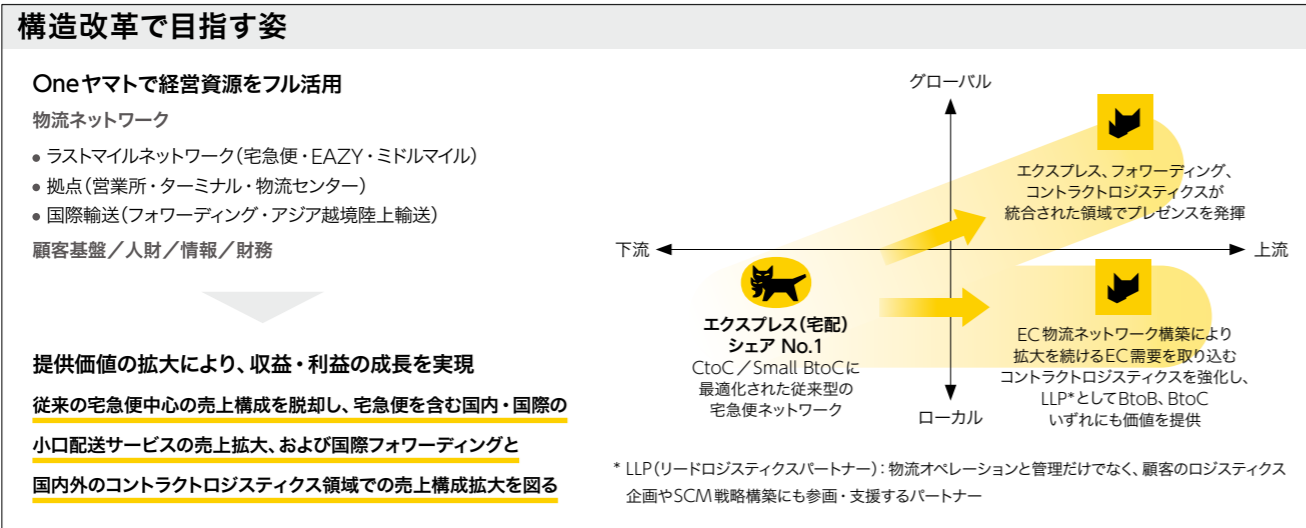 構造改革で目指す姿
Oneヤマトで経営資源をフル活用
物流ネットワーク
● ラストマイルネットワーク(宅急便・EAZY・ミドルマイル)
● 拠点(営業所・ターミナル・物流センター)
● 国際輸送(フォワーディング・アジア越境陸上輸送)
顧客基盤/人財/情報/財務
提供価値の拡大により、収益・利益の成長を実現
従来の宅急便中心の売上構成を脱却し、宅急便を含む国内・国際の
小口配送サービスの売上拡大、および国際フォワーディングと
国内外のコントラクトロジスティクス領域での売上構成拡大を図る
グローバル
エクスプレス、フォワーディング、
コントラクトロジスティクスが
統合された領域でプレゼンスを発揮
下流
上流
エクスプレス(宅配)
シェア No.1
CtoC/Small BtoCに
最適化された従来型の
宅急便ネットワーク
EC物流ネットワーク構築により
拡大を続けるEC需要を取り込む
コントラクトロジスティクスを強化し、
LLP*としてBtoB、BtoC
いずれにも価値を提供
ローカル
* LLP(リードロジスティクスパートナー):物流オペレーションと管理だけでなく、顧客のロジスティクス
企画やSCM戦略構築にも参画・支援するパートナー